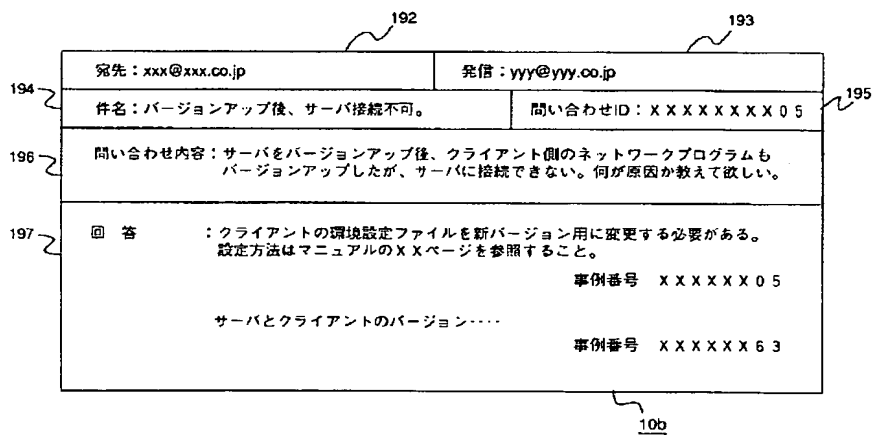 192
193
宛先：xxx@xxx.co.jp
発信：yyy@yyy.co.jp
194
件名：バージョンアップ後、サーバ接続不可。
問い合わせID：ＸＸＸＸＸＸＸＸ０５
195
196
問い合わせ内容：サーバをバージョンアップ後、クライアント側のネットワークプログラムも
バージョンアップしたが、サーバに接続できない。何が原因か教えて欲しい。
197
回　答　：クライアントの環境設定ファイルを新バージョン用に変更する必要がある。
設定方法はマニュアルのＸＸページを参照すること。
事例番号　ＸＸＸＸＸＸ０５
サーバとクライアントのバージョン‥‥
事例番号　ＸＸＸＸＸＸ６３
10b